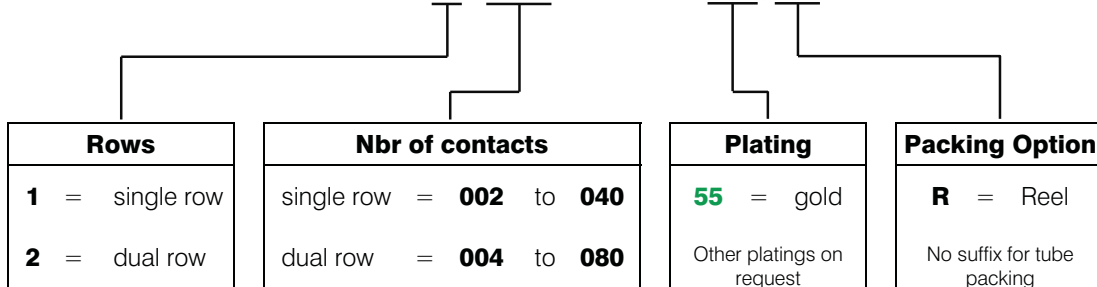 Rows
1 = single row
2 = dual row
Nbr of contacts
single row = 002 to 040
dual row = 004 to 080
Plating
55 = gold
Other platings on
request
Packing Option
R = Reel
No suffix for tube
packing